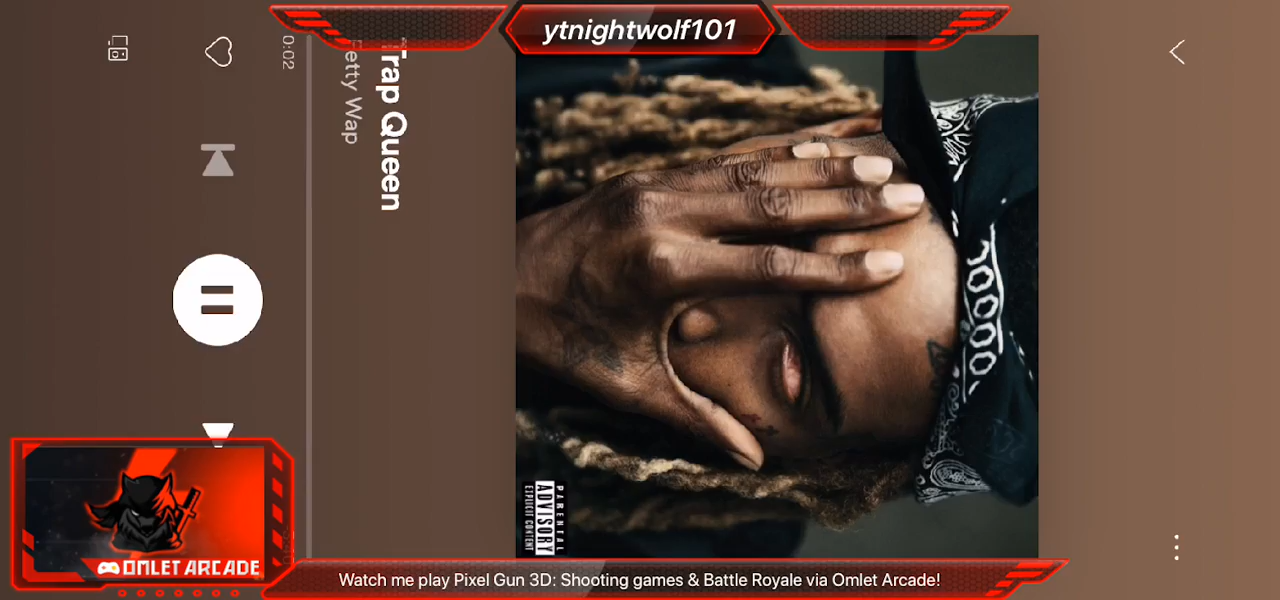 ytnightwolf101
0:02
Trap Queen
Fetty Wap
PARENTAL
ADVISORY
EXPLICIT CONTENT
OMLET ARCADE
Watch me play Pixel Gun 3D: Shooting games & Battle Royale via Omlet Arcade!